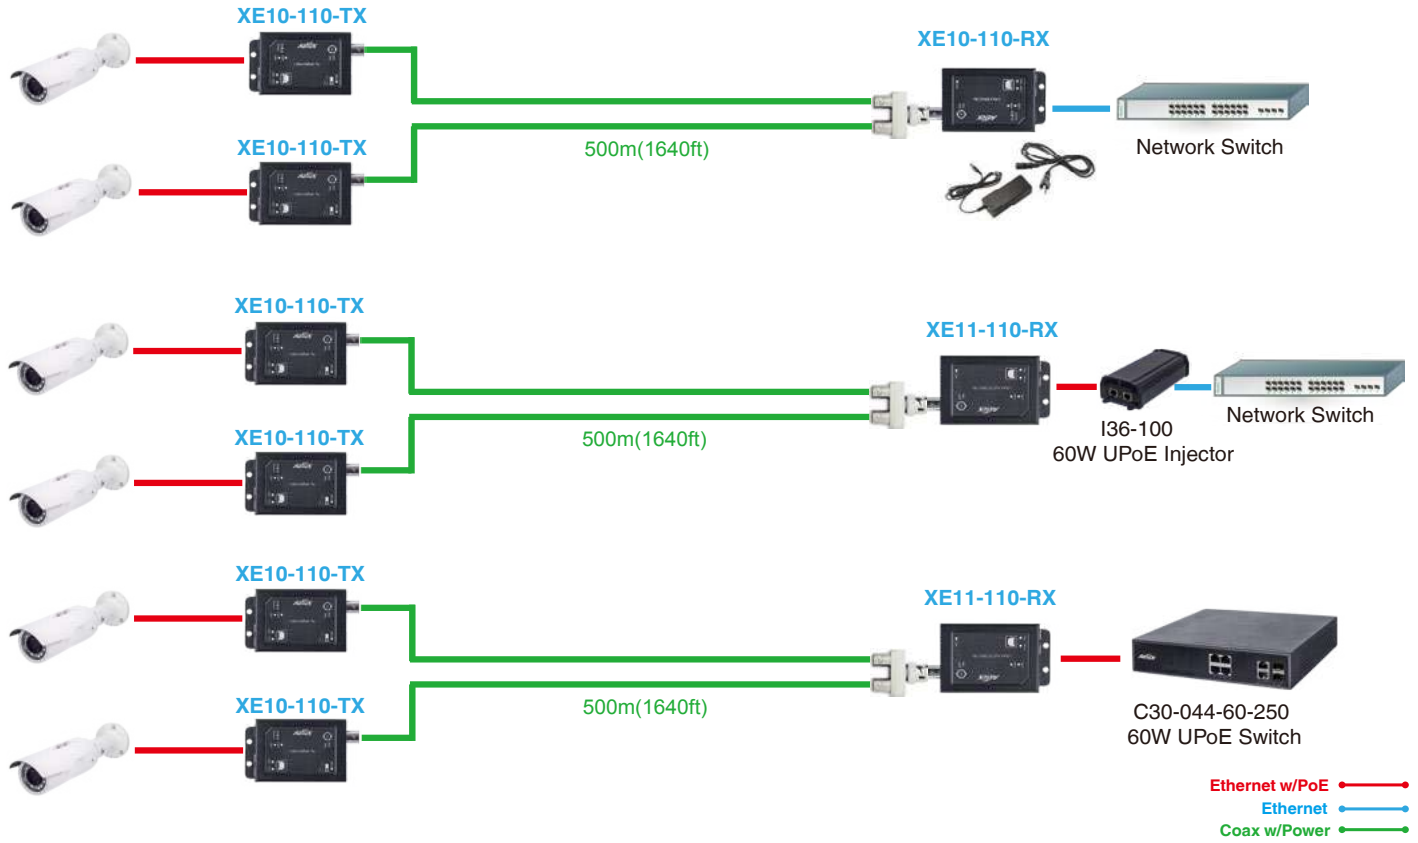 XE10-110-TX
XE10-110-RX
XE10-110-TX
500m(1640ft)
Network Switch
XE10-110-TX
XE11-110-RX
XE10-110-TX
500m(1640ft)
I36-100
60W UPoE Injector
Network Switch
XE10-110-TX
XE11-110-RX
XE10-110-TX
500m(1640ft)
C30-044-60-250
60W UPoE Switch
Ethernet w/PoE
Ethernet
Coax w/Power